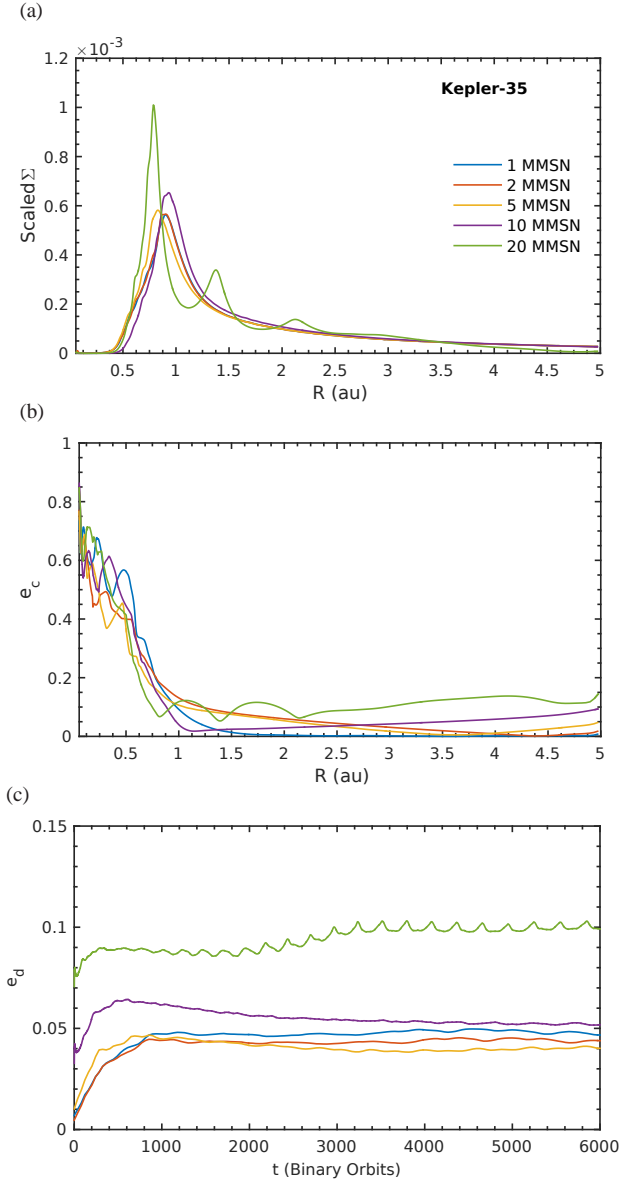 (a)
×10⁻³
1.2
1
0.8
0.6
0.4
0.2
0
Scaled Σ
Kepler-35
1 MMSN
2 MMSN
5 MMSN
10 MMSN
20 MMSN
0.5 1 1.5 2 2.5 3 3.5 4 4.5 5
R (au)
(b)
1
0.8
0.6
0.4
0.2
0
e_c
0.5 1 1.5 2 2.5 3 3.5 4 4.5 5
R (au)
(c)
0.15
0.1
0.05
0
e_d
0 1000 2000 3000 4000 5000 6000
t (Binary Orbits)